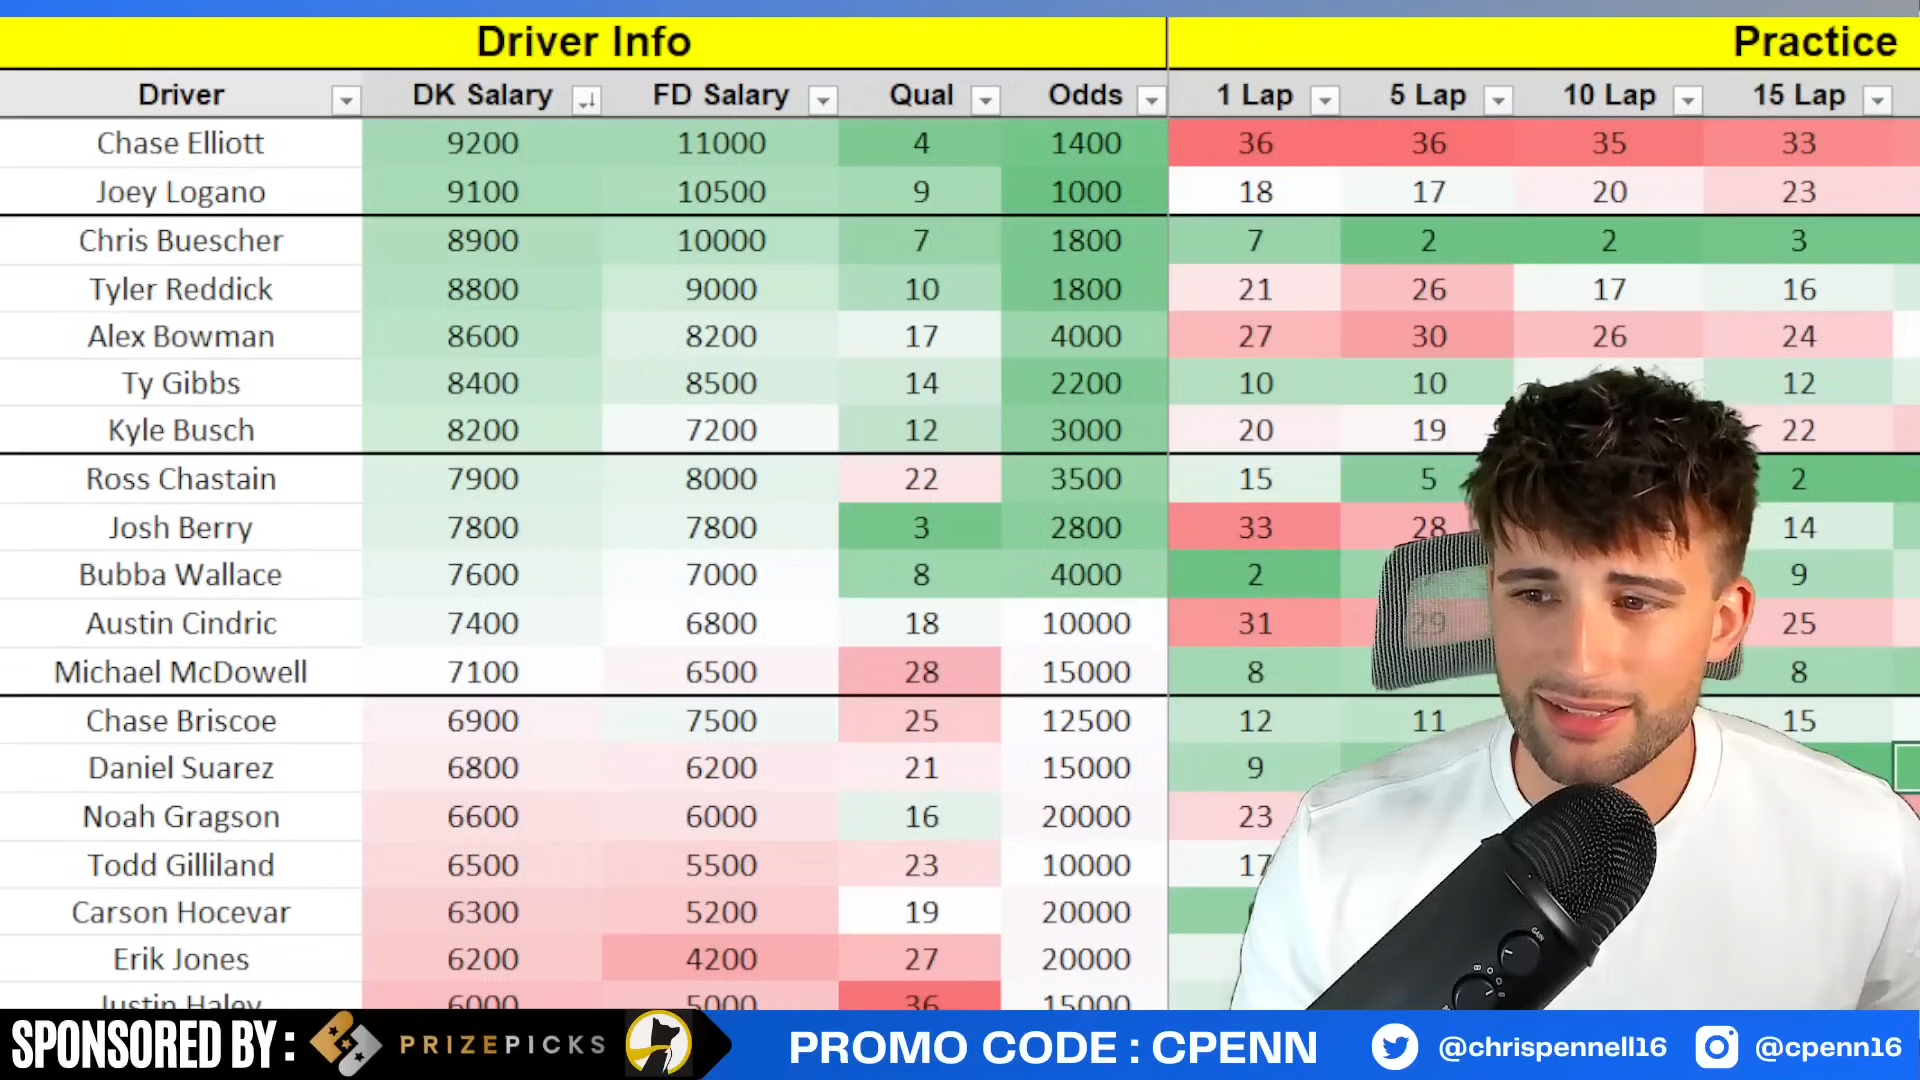 Driver Info Practice
Driver DK Salary FD Salary Qual Odds 1 Lap 5 Lap 10 Lap 15 Lap
Chase Elliott 9200 11000 4 1400 36 36 35 33
Joey Logano 9100 10500 9 1000 18 17 20 23
Chris Buescher 8900 10000 7 1800 7 2 2 3
Tyler Reddick 8800 9000 10 1800 21 26 17 16
Alex Bowman 8600 8200 17 4000 27 30 26 24
Ty Gibbs 8400 8500 14 2200 10 10 12
Kyle Busch 8200 7200 12 3000 20 19 22
Ross Chastain 7900 8000 22 3500 15 5 2
Josh Berry 7800 7800 3 2800 33 28 14
Bubba Wallace 7600 7000 8 4000 2 9
Austin Cindric 7400 6800 18 10000 31 29 25
Michael McDowell 7100 6500 28 15000 8 8
Chase Briscoe 6900 7500 25 12500 12 11 15
Daniel Suarez 6800 6200 21 15000 9
Noah Gragson 6600 6000 16 20000 23
Todd Gilliland 6500 5500 23 10000 17
Carson Hocevar 6300 5200 19 20000
Erik Jones 6200 4200 27 20000
Justin Haley 6000 5000 36 15000
SPONSORED BY : PRIZEPICKS PROMO CODE : CPENN @chrispennell16 @cpenn16